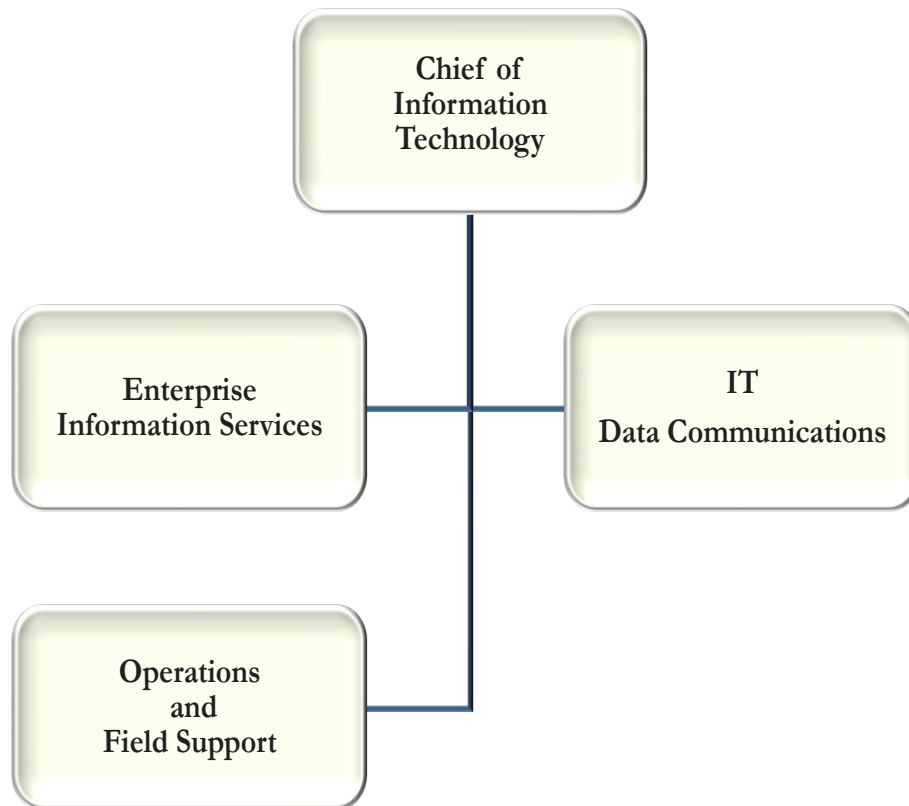 Chief of
Information
Technology
Enterprise
Information Services
IT
Data Communications
Operations
and
Field Support